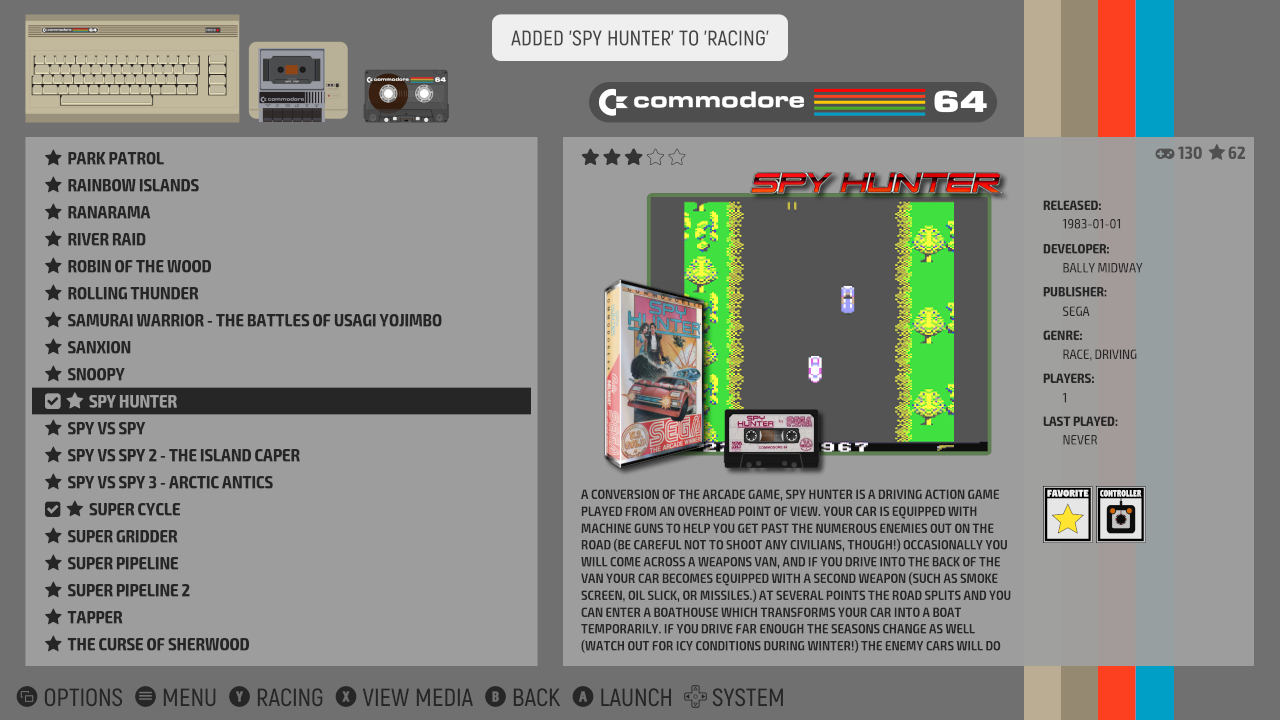 ADDED 'SPY HUNTER' TO 'RACING'
commodore 64
commodore 64
commodore 64
PARK PATROL
RAINBOW ISLANDS
RANARAMA
RIVER RAID
ROBIN OF THE WOOD
ROLLING THUNDER
SAMURAI WARRIOR - THE BATTLES OF USAGI YOJIMBO
SANXION
SNOOPY
SPY HUNTER
SPY VS SPY
SPY VS SPY 2 - THE ISLAND CAPER
SPY VS SPY 3 - ARCTIC ANTICS
SUPER CYCLE
SUPER GRIDDER
SUPER PIPELINE
SUPER PIPELINE 2
TAPPER
THE CURSE OF SHERWOOD
130 62
SPY HUNTER
SPY
HUNTER
SEGA
SPY
HUNTER
SEGA
967
RELEASED:
1983-01-01
DEVELOPER:
BALLY MIDWAY
PUBLISHER:
SEGA
GENRE:
RACE, DRIVING
PLAYERS:
1
LAST PLAYED:
NEVER
FAVORITE
CONTROLLER
A CONVERSION OF THE ARCADE GAME, SPY HUNTER IS A DRIVING ACTION GAME
PLAYED FROM AN OVERHEAD POINT OF VIEW. YOUR CAR IS EQUIPPED WITH
MACHINE GUNS TO HELP YOU GET PAST THE NUMEROUS ENEMIES OUT ON THE
ROAD (BE CAREFUL NOT TO SHOOT ANY CIVILIANS, THOUGH!) OCCASIONALLY YOU
WILL COME ACROSS A WEAPONS VAN, AND IF YOU DRIVE INTO THE BACK OF THE
VAN YOUR CAR BECOMES EQUIPPED WITH A SECOND WEAPON (SUCH AS SMOKE
SCREEN, OIL SLICK, OR MISSILES.) AT SEVERAL POINTS THE ROAD SPLITS AND YOU
CAN ENTER A BOATHOUSE WHICH TRANSFORMS YOUR CAR INTO A BOAT
TEMPORARILY. IF YOU DRIVE FAR ENOUGH THE SEASONS CHANGE AS WELL
(WATCH OUT FOR ICY CONDITIONS DURING WINTER!) THE ENEMY CARS WILL DO
OPTIONS MENU Y RACING X VIEW MEDIA B BACK A LAUNCH SYSTEM